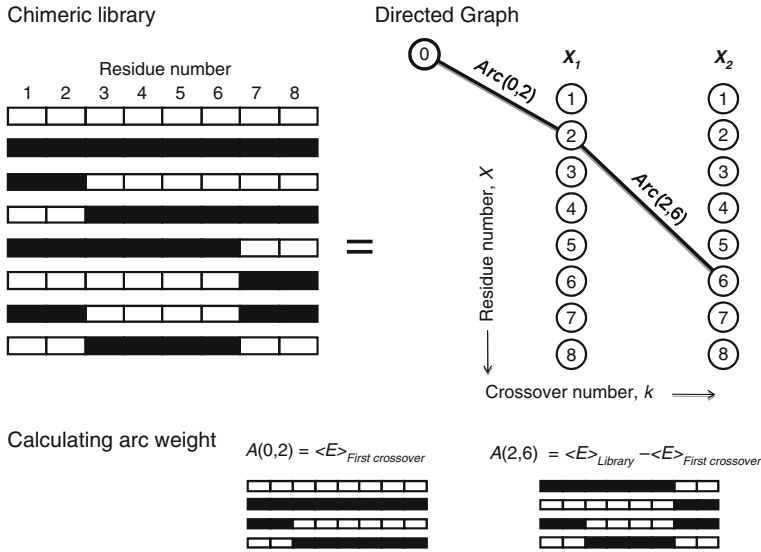 Chimeric library
Residue number
1 2 3 4 5 6 7 8
=
Directed Graph
0
Arc(0,2)
X1
1
2
3
4
5
6
7
8
Arc(2,6)
X2
1
2
3
4
5
6
7
8
Residue number, X
Crossover number, k
Calculating arc weight
A(0,2) = <E>First crossover
A(2,6) = <E>Library –<E>First crossover